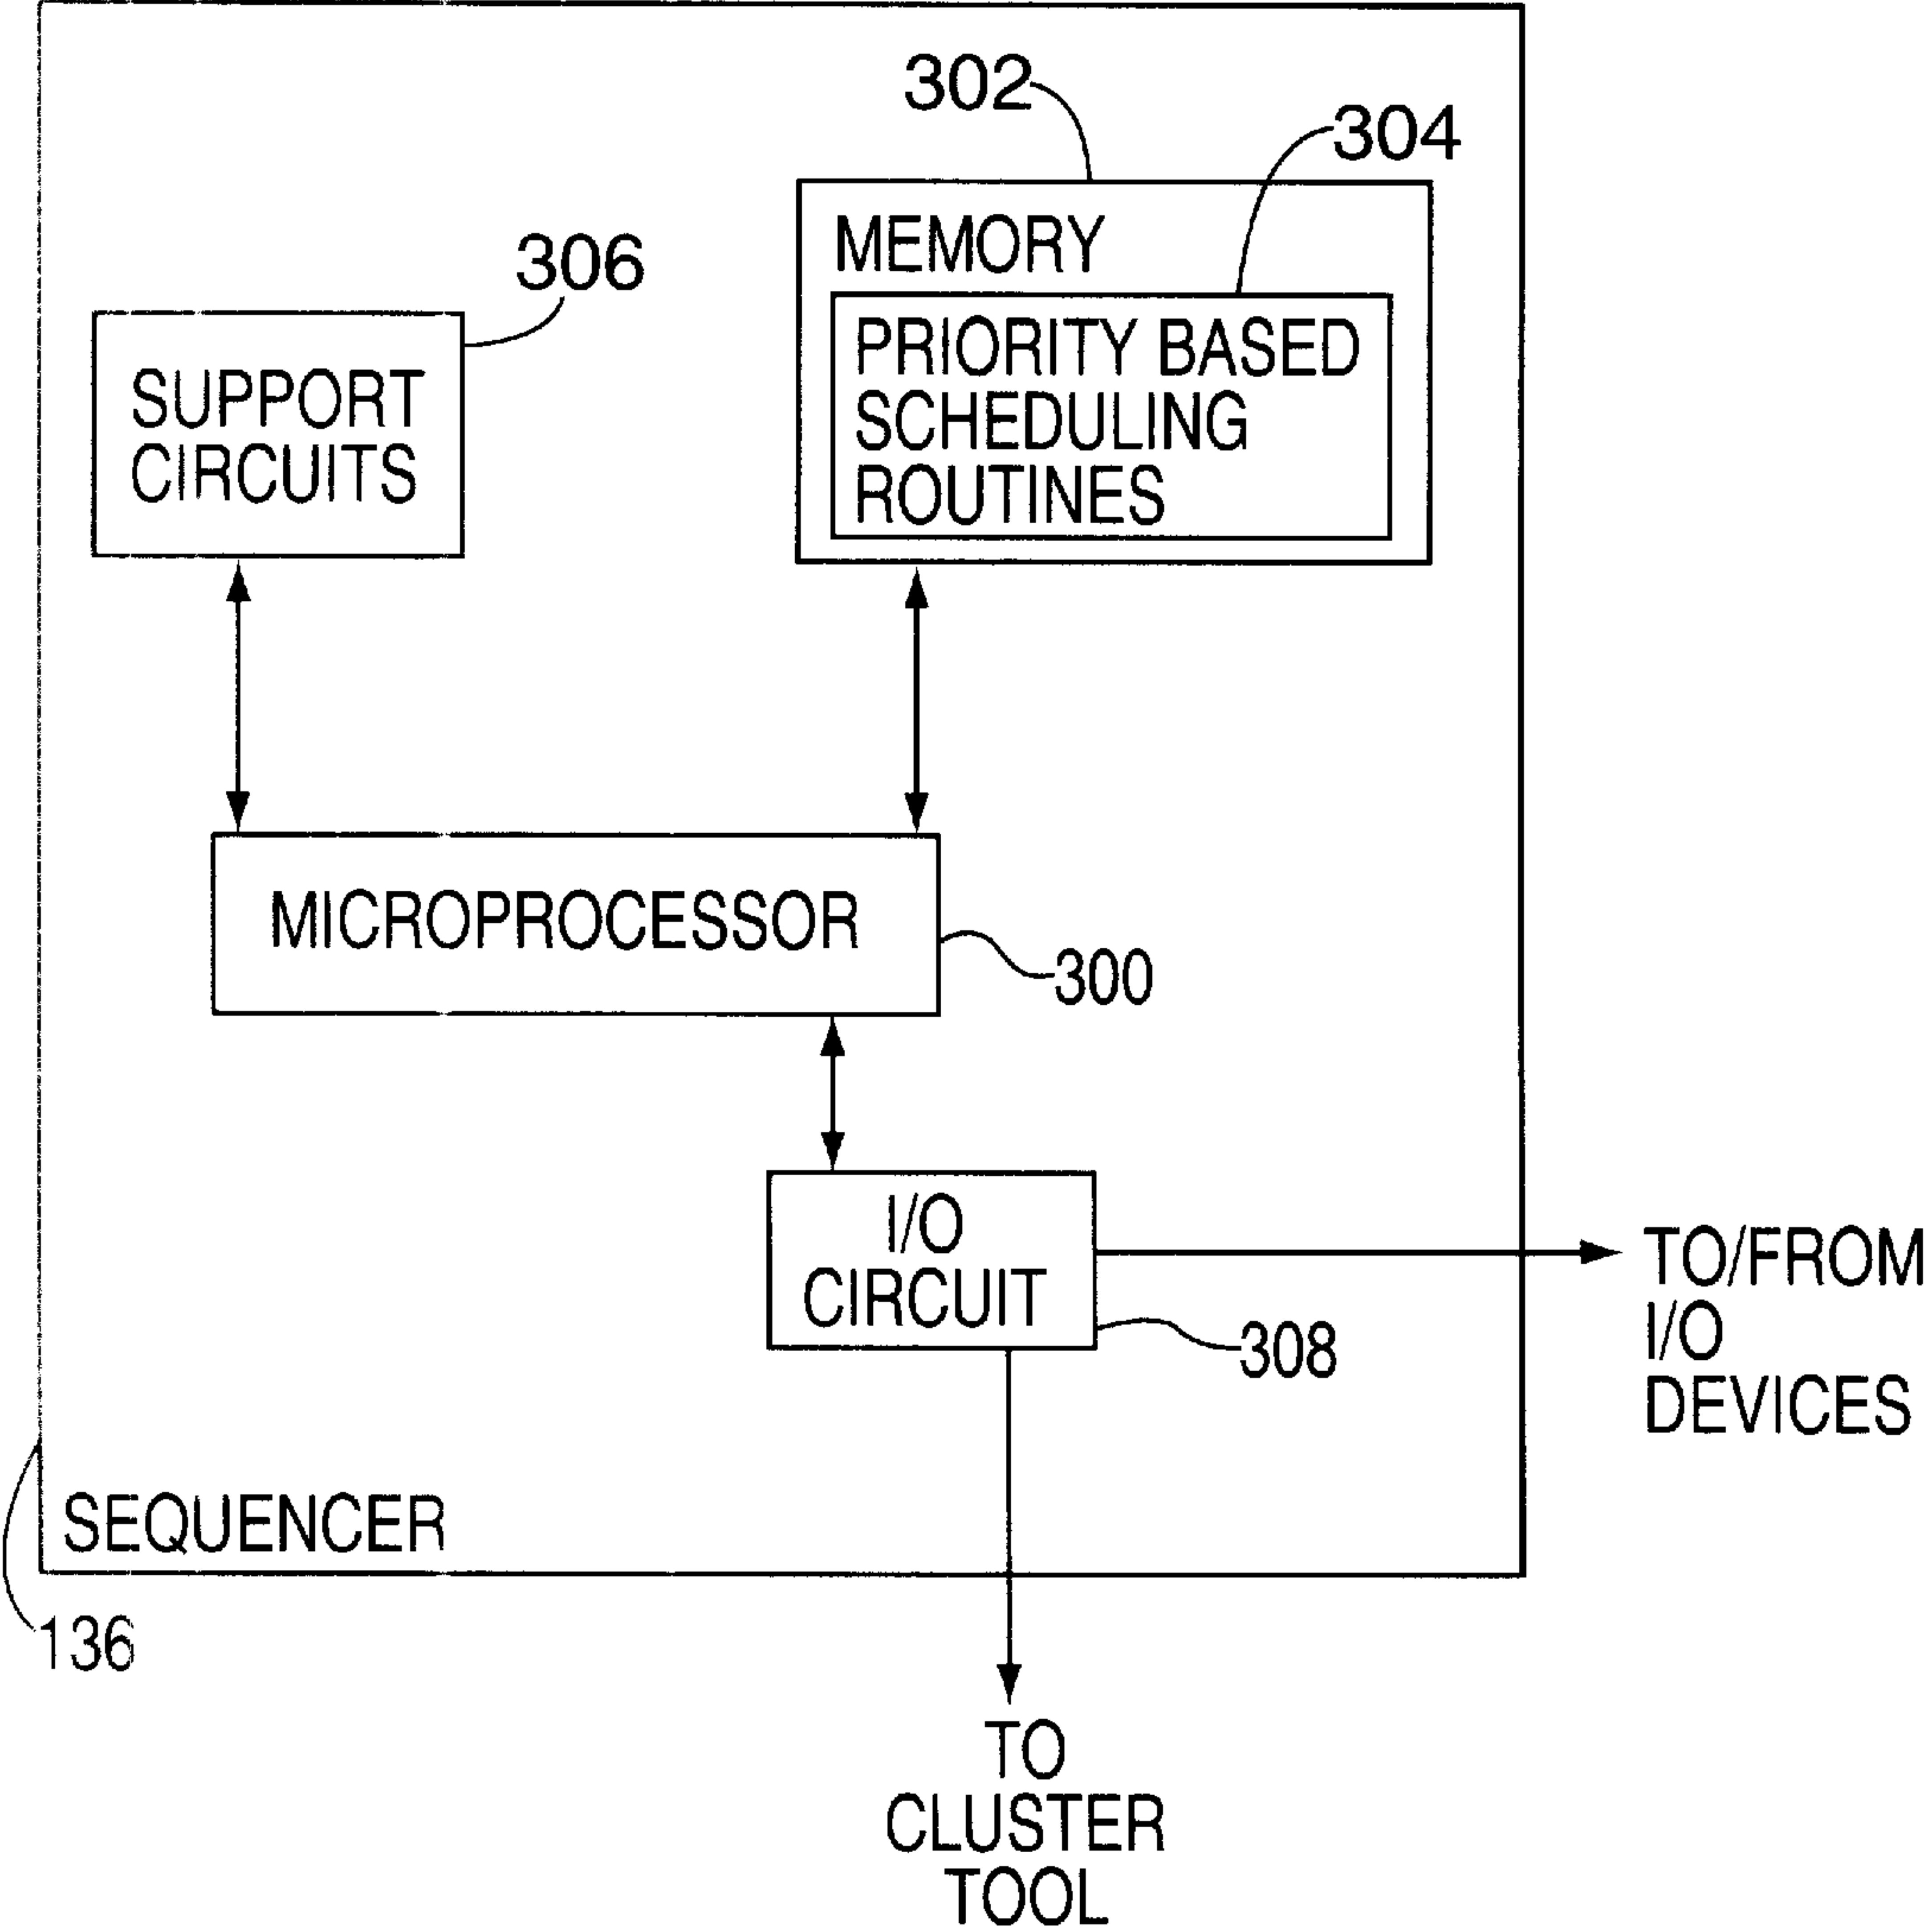 302
304
MEMORY
306
PRIORITY BASED
SCHEDULING
ROUTINES
SUPPORT
CIRCUITS
MICROPROCESSOR
300
I/O
CIRCUIT
308
TO/FROM
I/O
DEVICES
SEQUENCER
136
TO
CLUSTER
TOOL